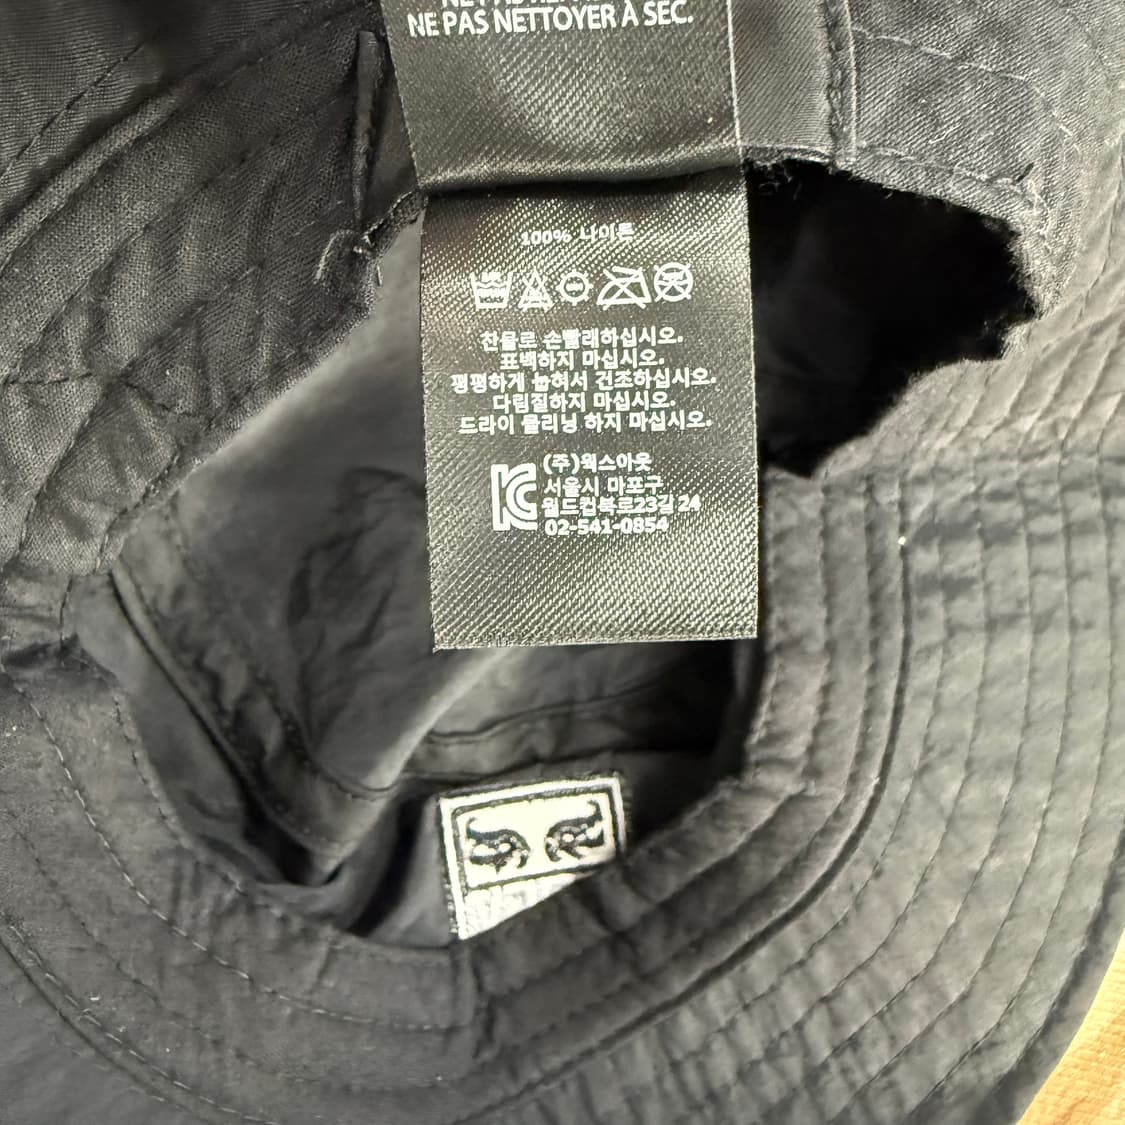 NE PAS NETTOYER À SEC.
100% 나이론
찬물로 손빨래하십시오.
표백하지 마십시오.
평평하게 눕혀서 건조하십시오.
다림질하지 마십시오.
드라이 클리닝 하지 마십시오.
(주)웍스아웃
서울시 마포구
월드컵북로23길 24
02-541-0854